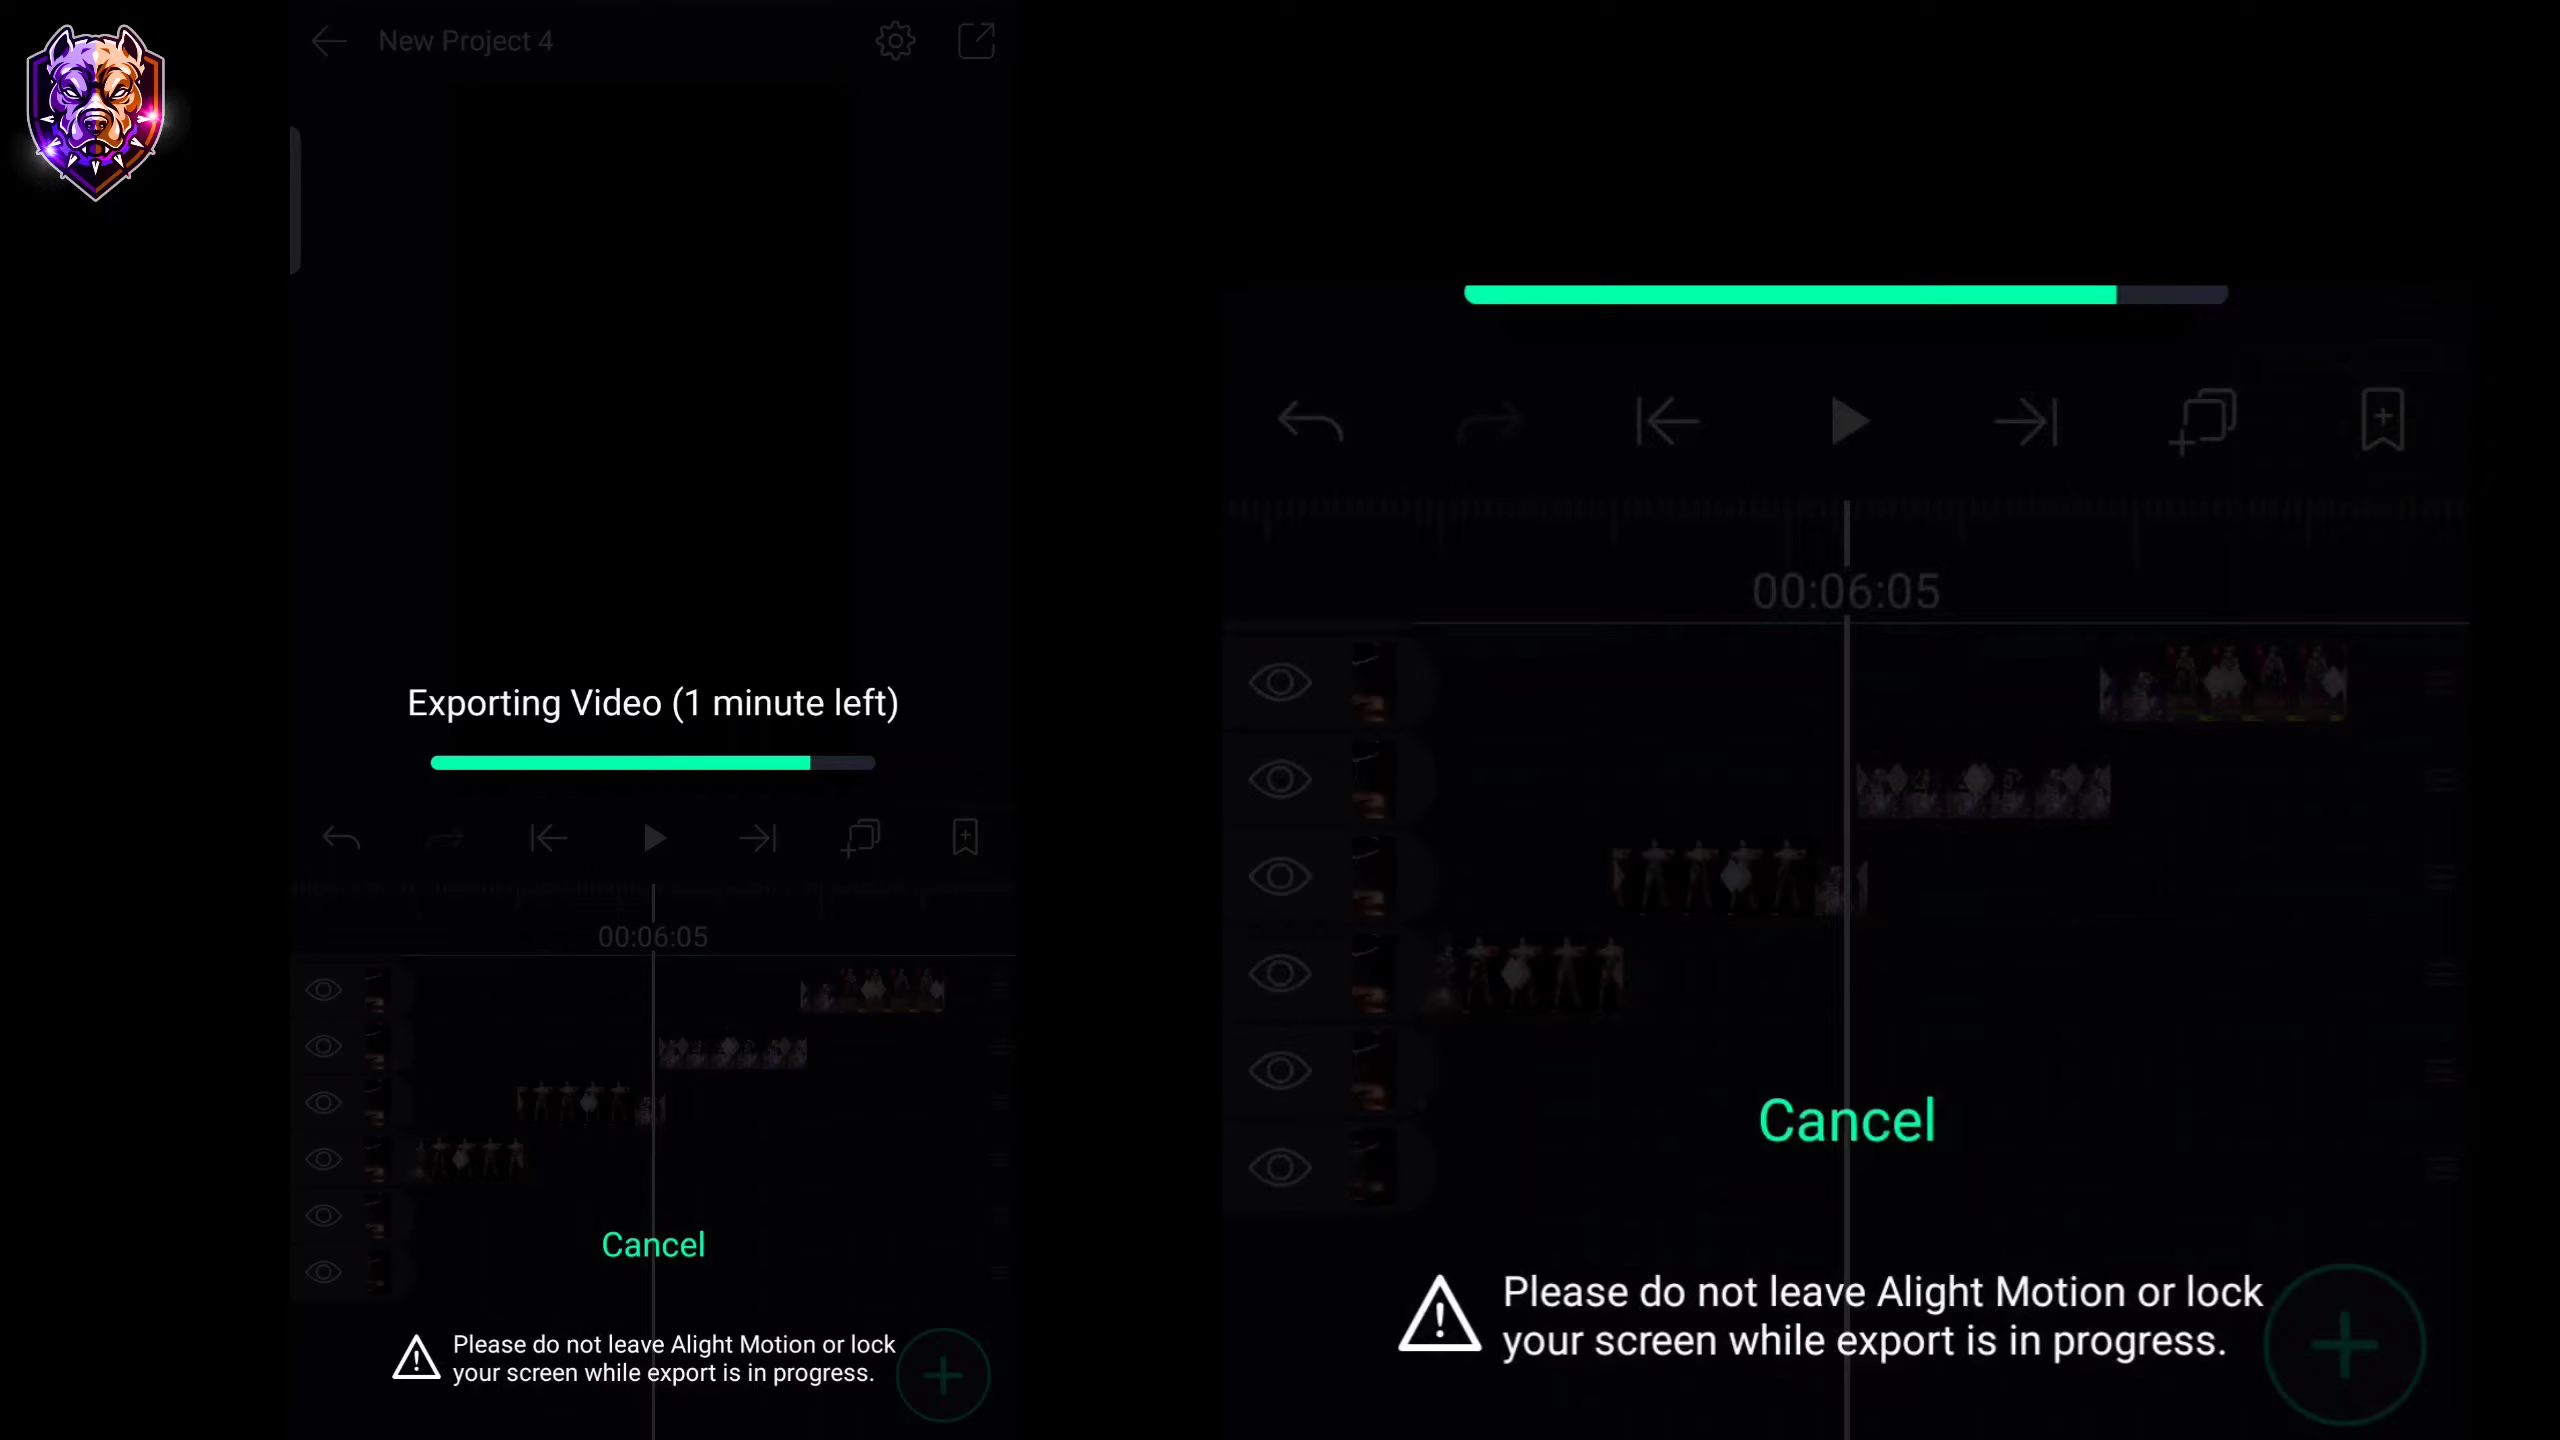 New Project 4
Exporting Video (1 minute left)
00:06:05
Cancel
Please do not leave Alight Motion or lock
your screen while export is in progress.
00:06:05
Cancel
Please do not leave Alight Motion or lock
your screen while export is in progress.